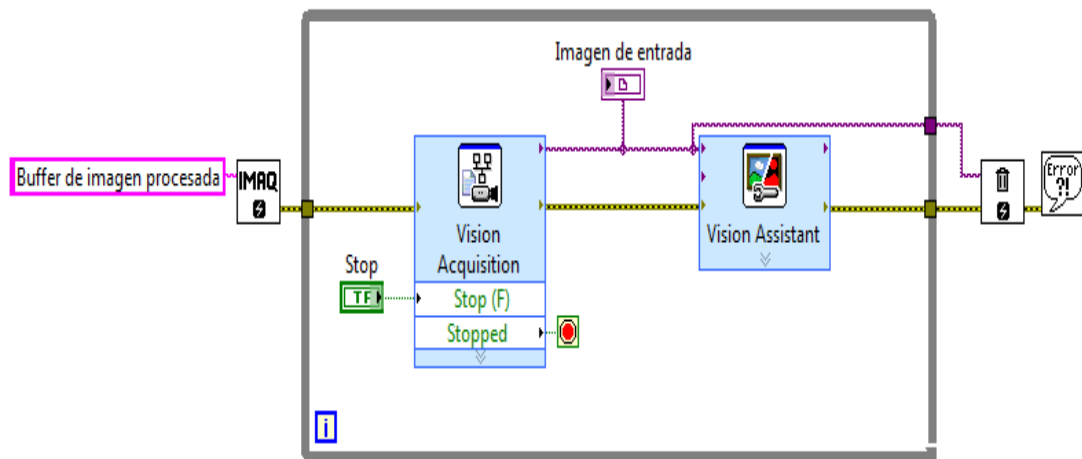 Imagen de entrada
Buffer de imagen procesada
IMAQ
Error
?!
Vision
Acquisition
Vision Assistant
Stop
TF
Stop (F)
Stopped
i